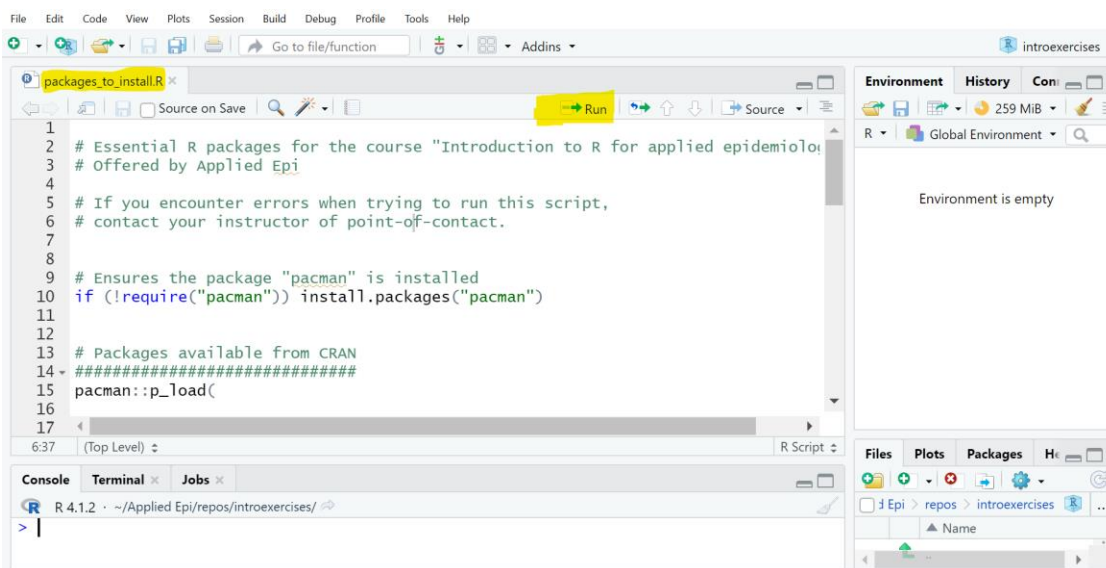 File Edit Code View Plots Session Build Debug Profile Tools Help
Go to file/function Addins introexercises
packages_to_install.R
Source on Save Run Source
1
2 # Essential R packages for the course "Introduction to R for applied epidemiolo
3 # Offered by Applied Epi
4
5 # If you encounter errors when trying to run this script,
6 # contact your instructor of point-of-contact.
7
8
9 # Ensures the package "pacman" is installed
10 if (!require("pacman")) install.packages("pacman")
11
12
13 # Packages available from CRAN
14 ##############################
15 pacman::p_load(
16
17
6:37 (Top Level) R Script
Console Terminal Jobs
R 4.1.2 · ~/Applied Epi/repos/introexercises/
>
Environment History Con
259 MiB
R Global Environment
Environment is empty
Files Plots Packages He
d Epi > repos > introexercises ..
Name
..